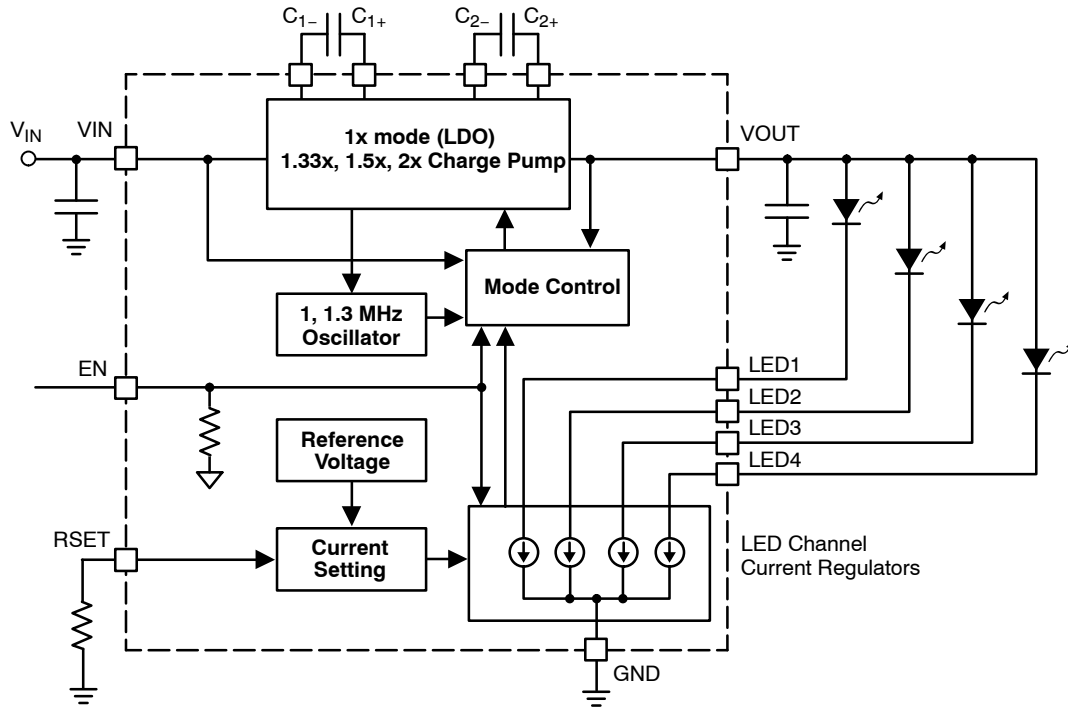 C1− C1+ C2− C2+
VIN VIN
1x mode (LDO)
1.33x, 1.5x, 2x Charge Pump
VOUT
Mode Control
1, 1.3 MHz
Oscillator
EN
LED1
LED2
LED3
LED4
Reference
Voltage
RSET
Current
Setting
LED Channel
Current Regulators
GND